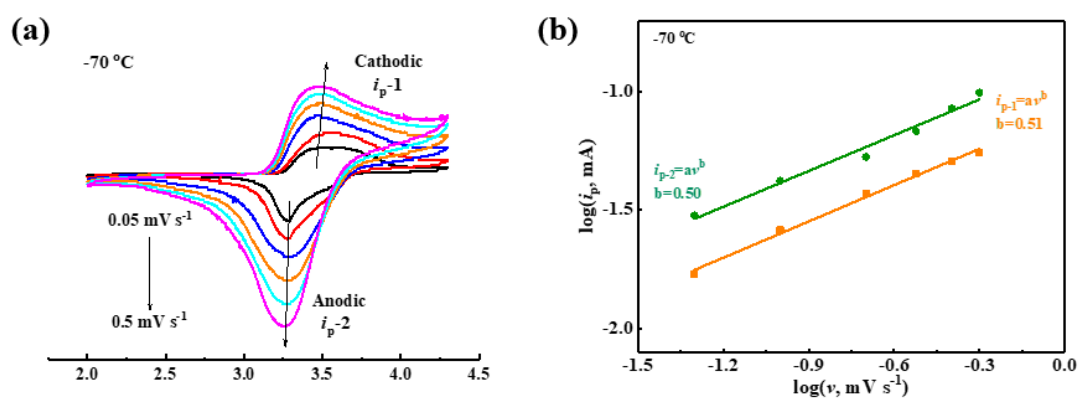 (a)
-70 °C
Cathodic
iₚ-1
0.05 mV s⁻¹
0.5 mV s⁻¹
Anodic
iₚ-2
2.0 2.5 3.0 3.5 4.0 4.5
(b)
-70 °C
log(iₚ, mA)
-1.0
-1.5
-2.0
iₚ₋₁=avᵇ
b=0.51
iₚ₋₂=avᵇ
b=0.50
-1.5 -1.2 -0.9 -0.6 -0.3 0.0
log(v, mV s⁻¹)